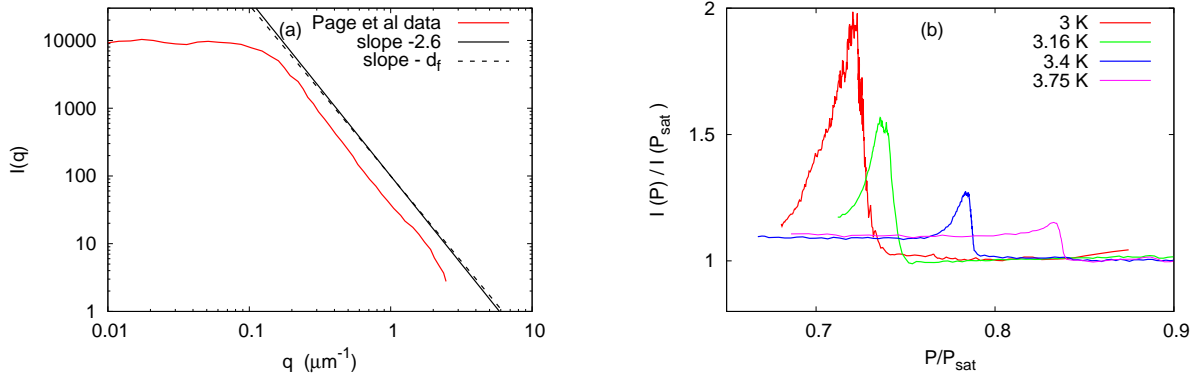 (a)
Page et al data
slope -2.6
slope - d_f
10000
1000
100
10
1
I(q)
0.01
0.1
1
10
q (μm⁻¹)
(b)
3 K
3.16 K
3.4 K
3.75 K
2
1.5
1
I (P) / I (P_sat)
0.7
0.8
0.9
P/P_sat